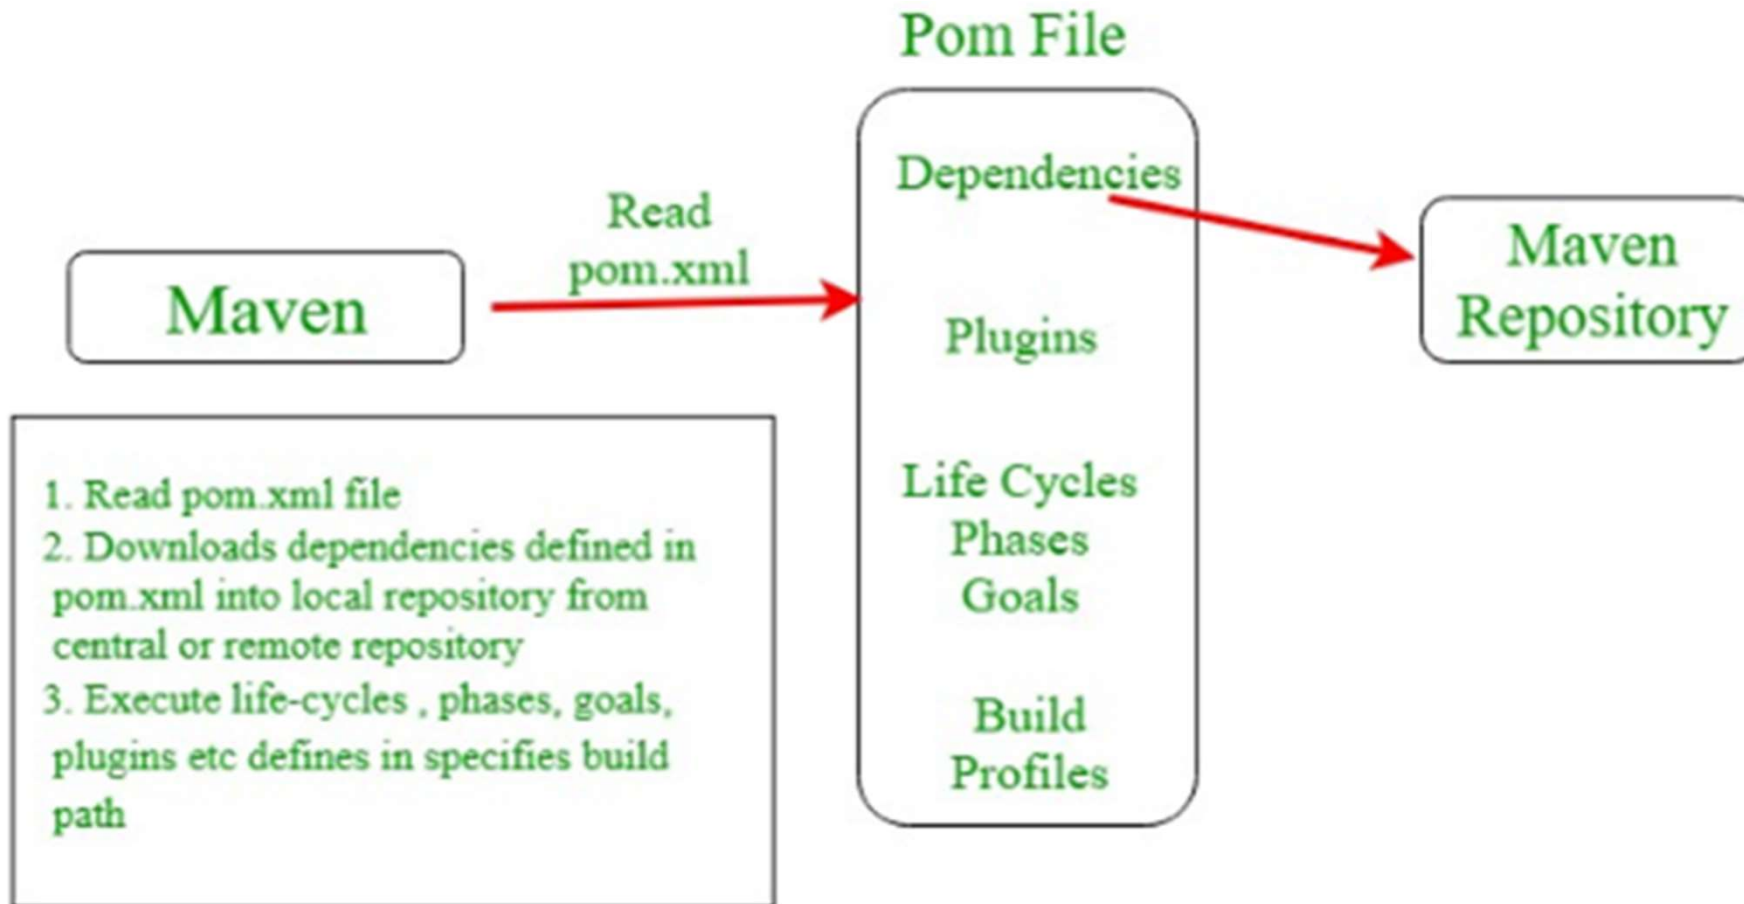 Pom File
Maven
Read
pom.xml
Dependencies
Plugins
Life Cycles
Phases
Goals
Build
Profiles
Maven
Repository
1. Read pom.xml file
2. Downloads dependencies defined in
pom.xml into local repository from
central or remote repository
3. Execute life-cycles , phases, goals,
plugins etc defines in specifies build
path